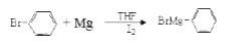 Br + Mg THF I₂ BrMg